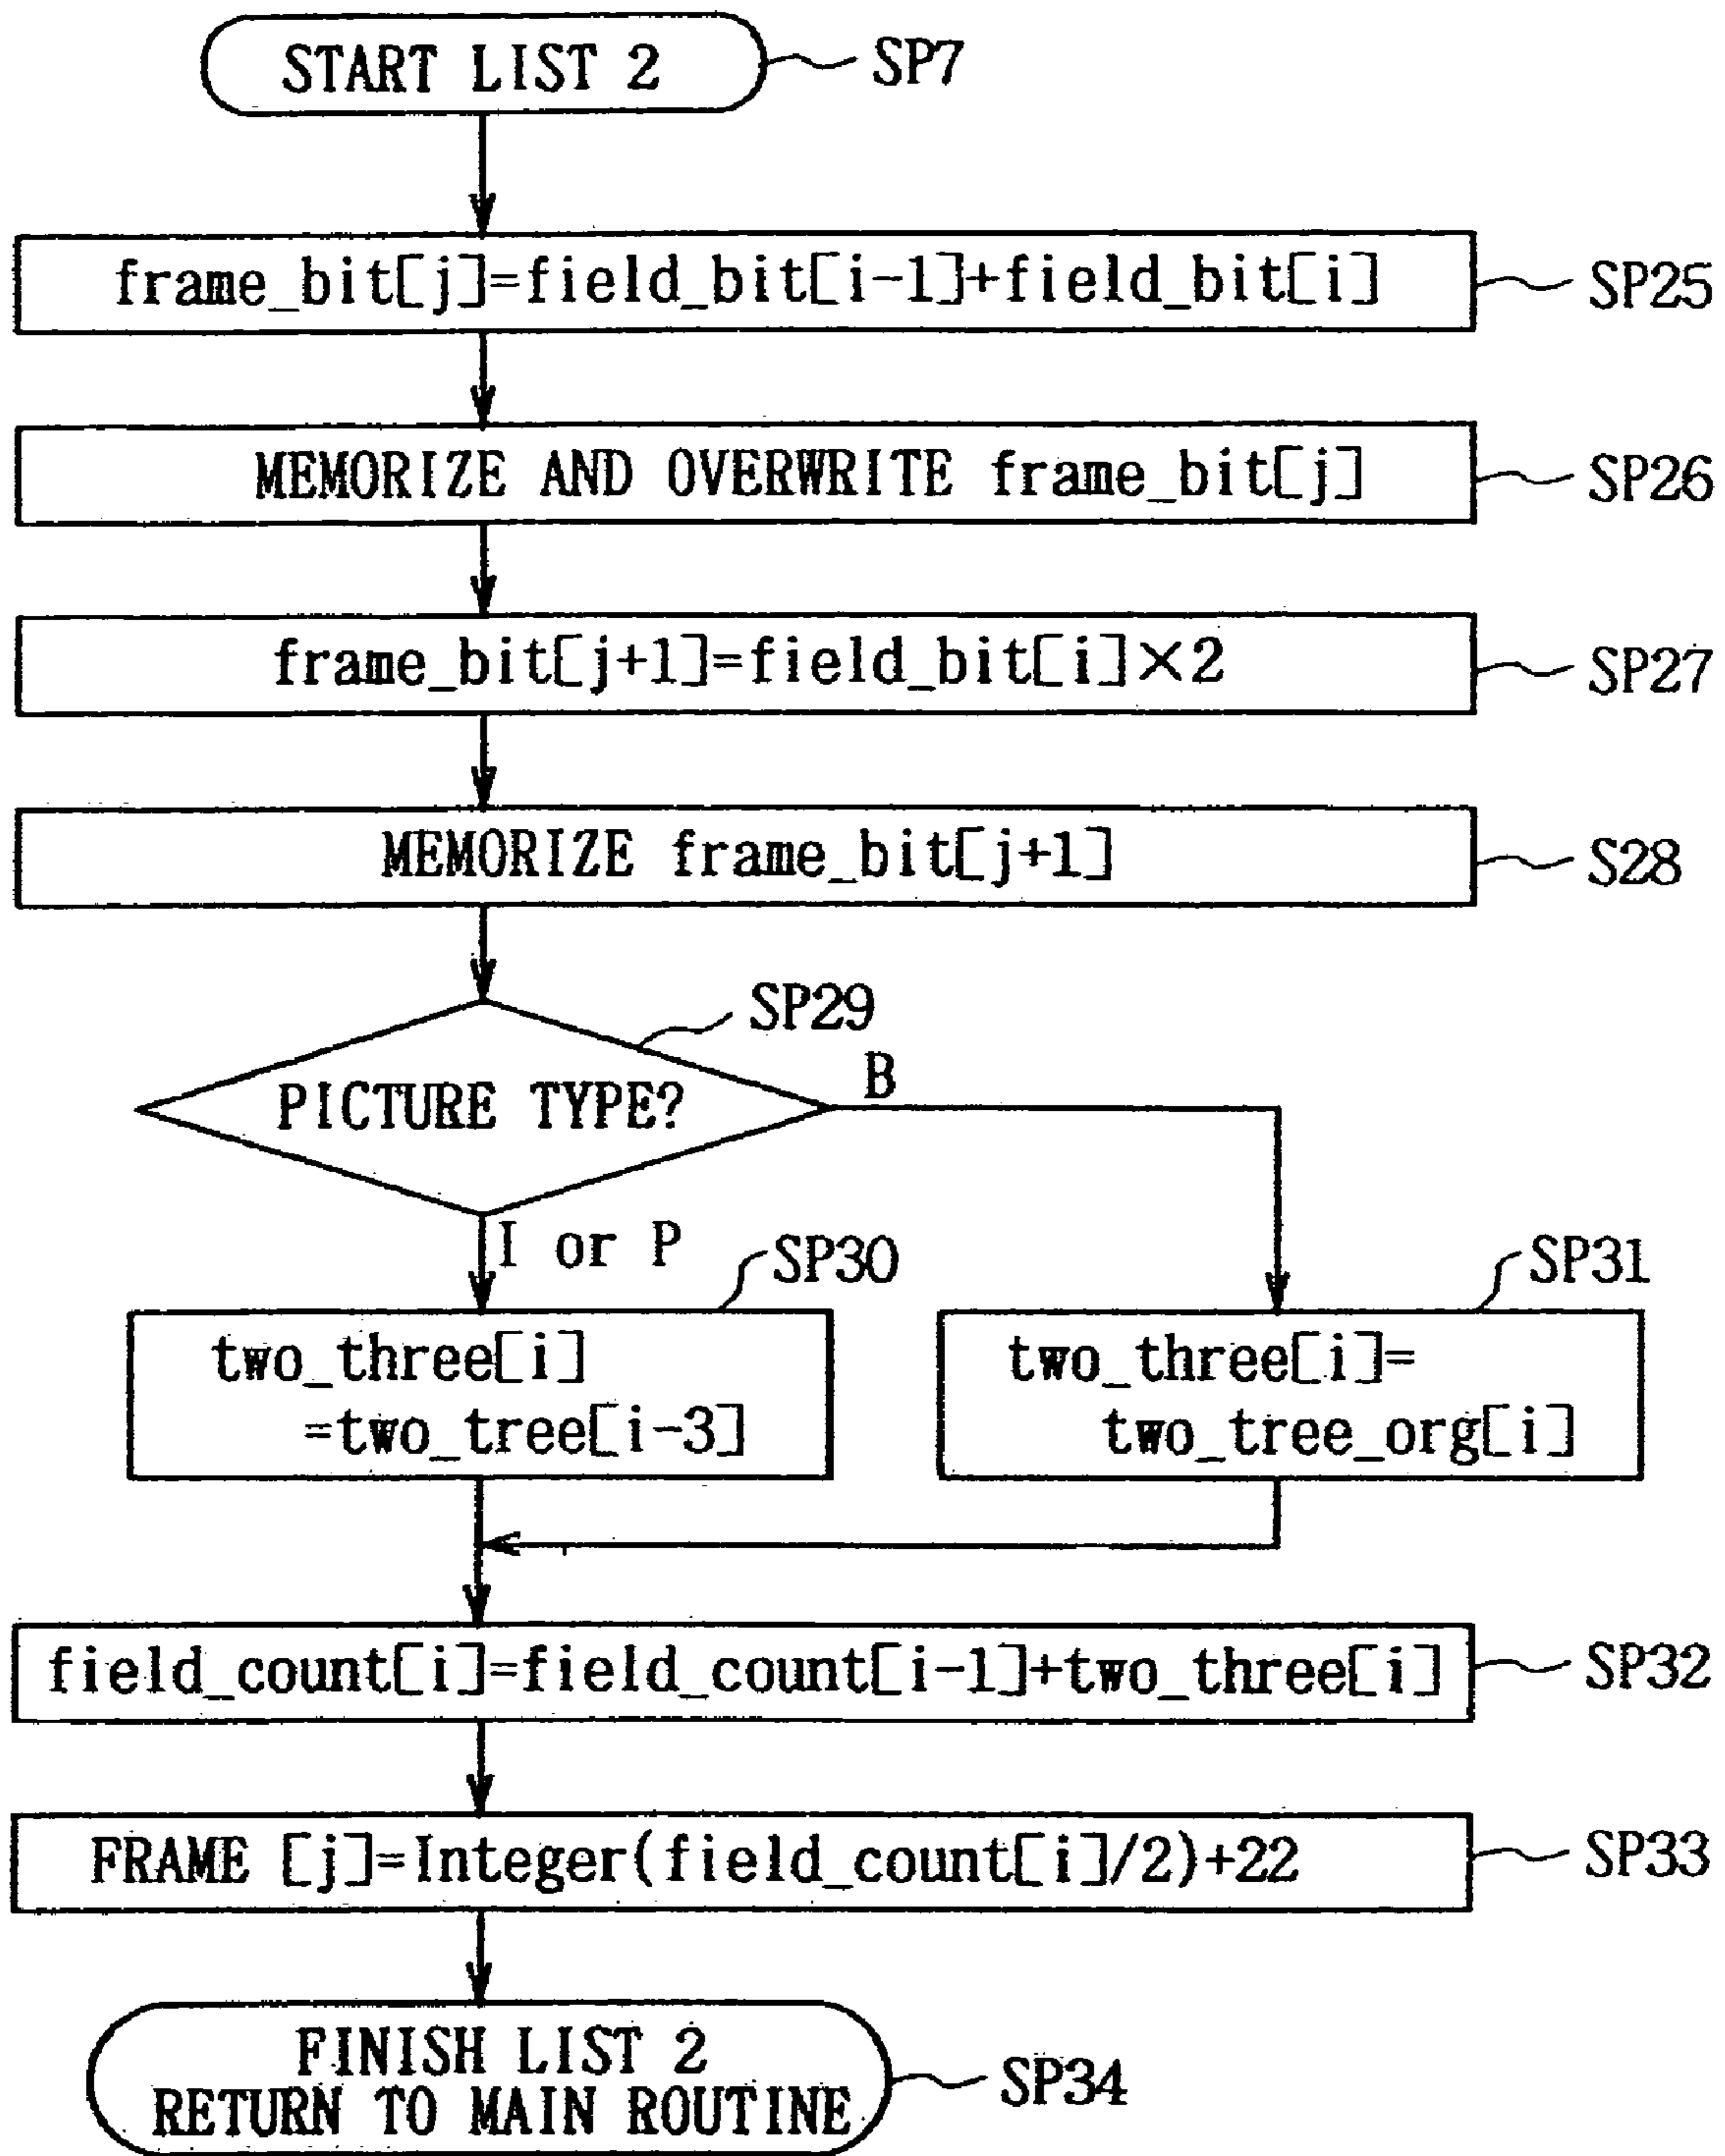 START LIST 2
SP7
frame_bit[j]=field_bit[i-1]+field_bit[i]
SP25
MEMORIZE AND OVERWRITE frame_bit[j]
SP26
frame_bit[j+1]=field_bit[i]×2
SP27
MEMORIZE frame_bit[j+1]
S28
SP29
PICTURE TYPE?
B
I or P
SP30
two_three[i]
=two_tree[i-3]
SP31
two_three[i]=
two_tree_org[i]
field_count[i]=field_count[i-1]+two_three[i]
SP32
FRAME [j]=Integer(field_count[i]/2)+22
SP33
FINISH LIST 2
RETURN TO MAIN ROUTINE
SP34